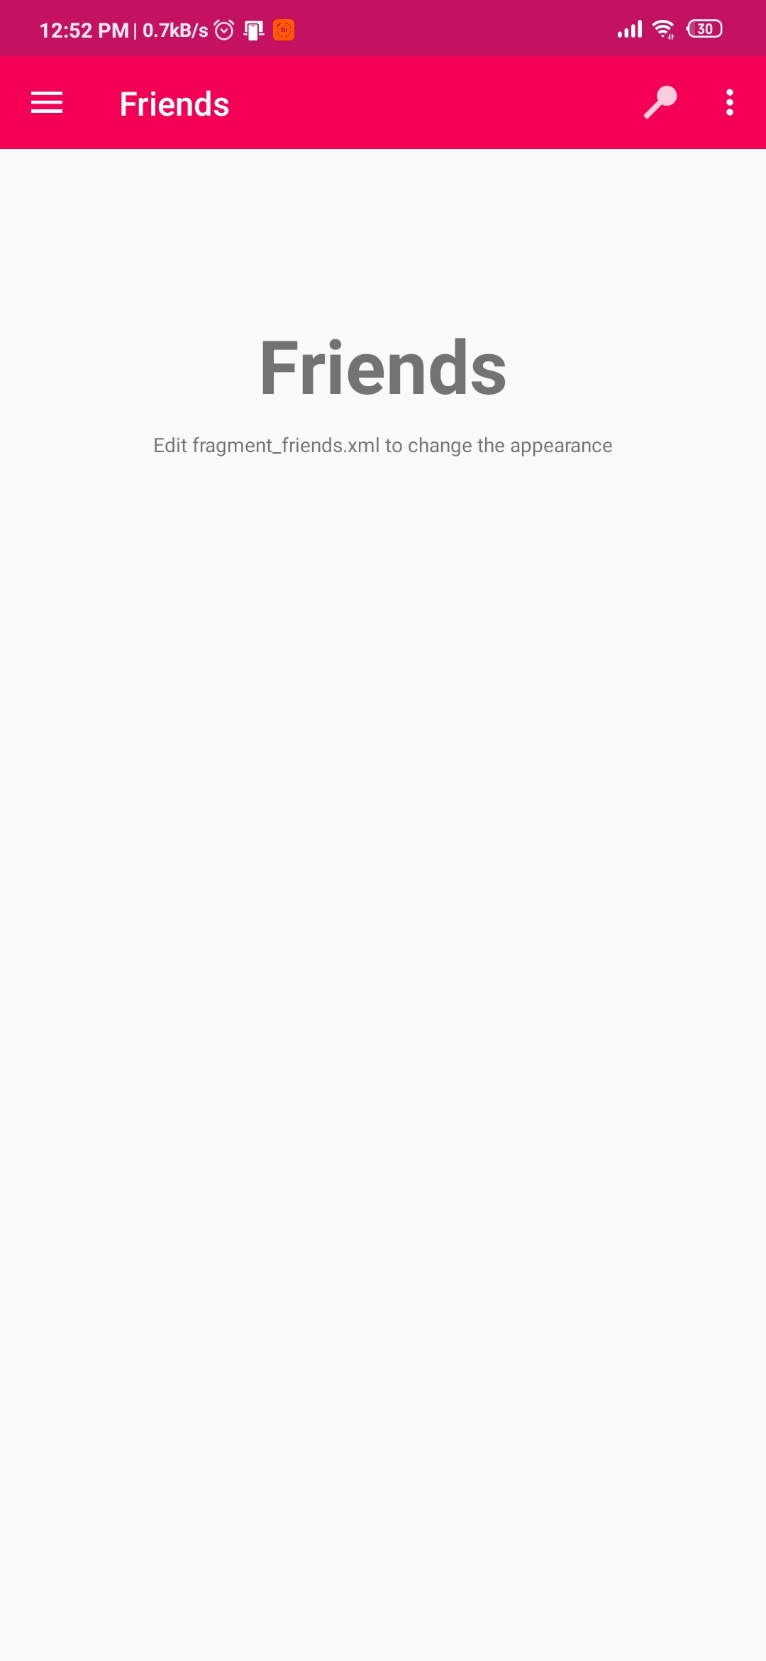 12:52 PM | 0.7kB/s 30
Friends
Friends
Edit fragment_friends.xml to change the appearance